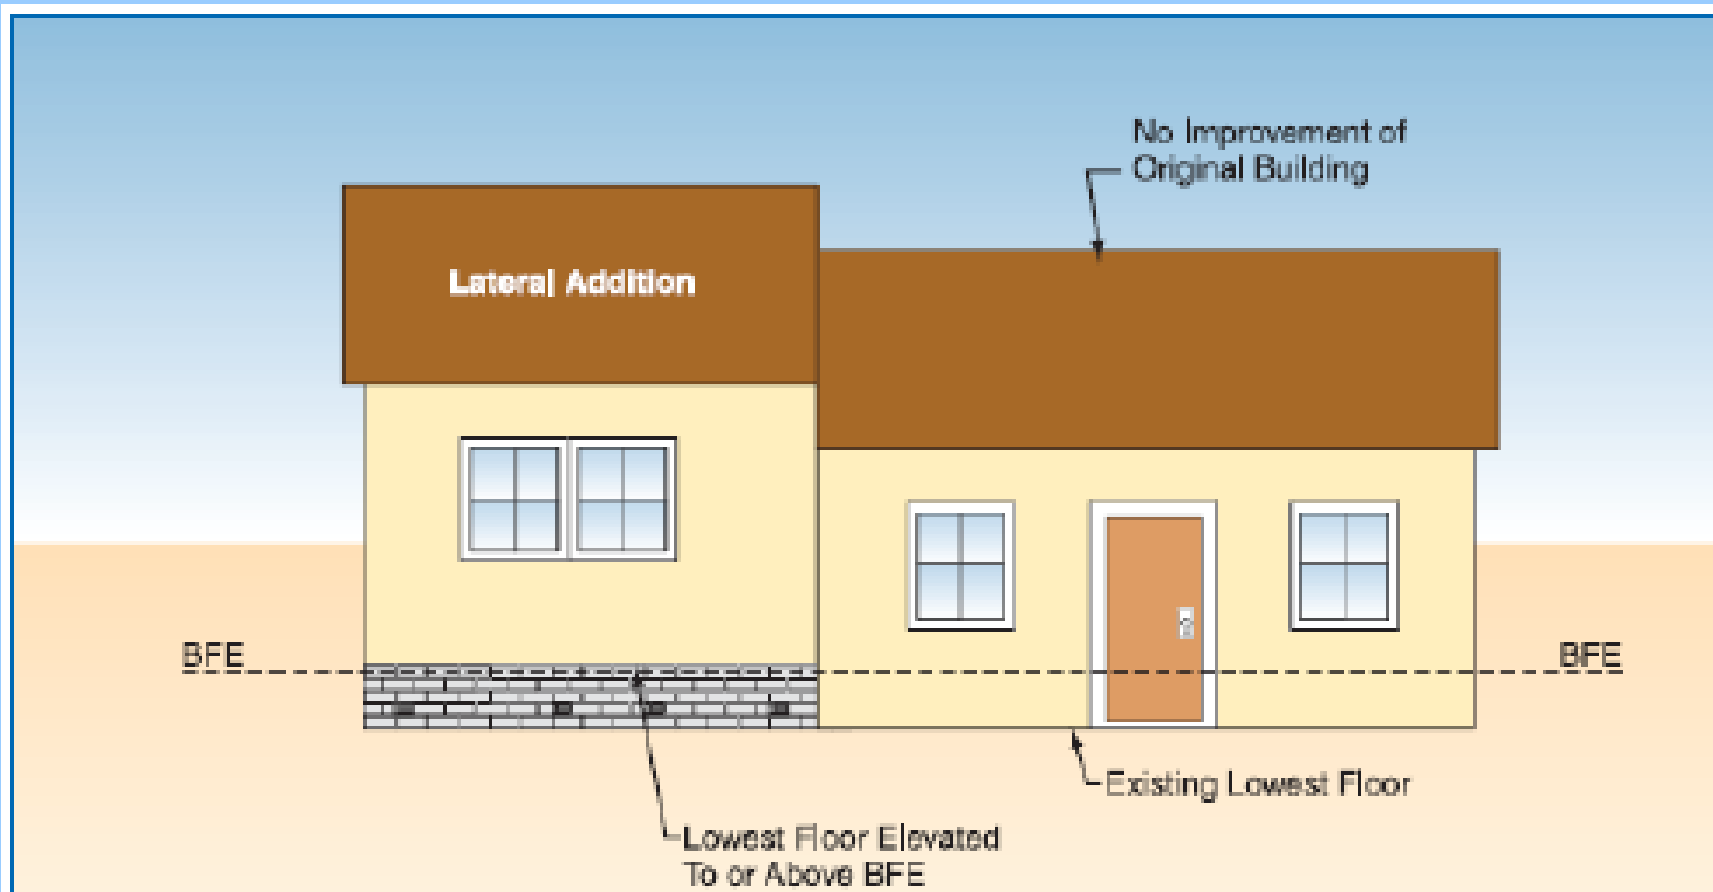 No Improvement of
Original Building
Lateral Addition
BFE
BFE
Existing Lowest Floor
Lowest Floor Elevated
To or Above BFE